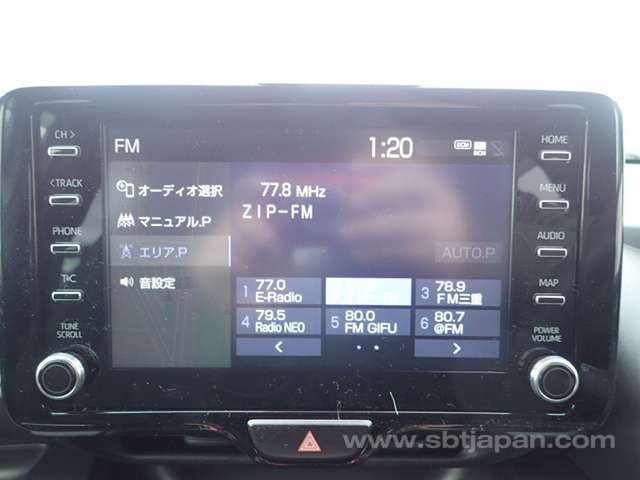 CH >
<TRACK
PHONE
T&C
TUNE
SCROLL
FM
1:20
DCM
DCM
オーディオ選択
マニュアル.P
エリア.P
音設定
77.8 MHz
ZIP-FM
AUTO.P
1 77.0
E-Radio
3 78.9
FM三重
4 79.5
Radio NEO
5 80.0
FM GIFU
6 80.7
@FM
<
>
HOME
MENU
AUDIO
MAP
POWER
VOLUME
www.sbtjapan.com